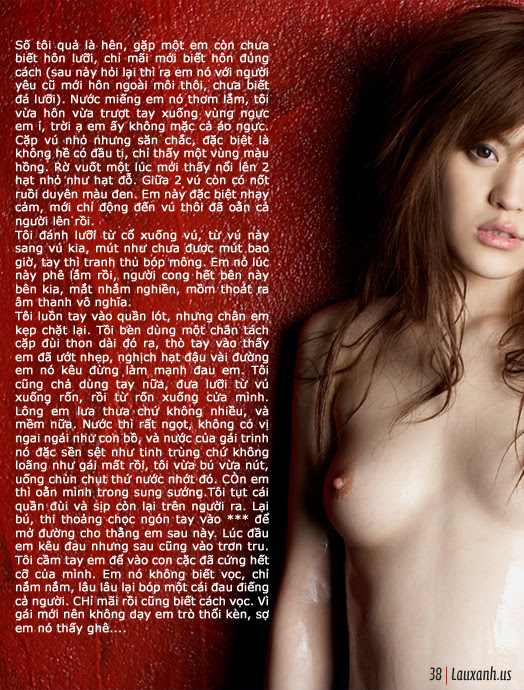 Số tôi quả là hên, gặp một em còn chưa
biết hôn lưỡi, chỉ mãi mới biết hôn đúng
cách (sau này hỏi lại thì ra em nó với người
yêu cũ mới hôn ngoài môi thôi, chưa biết
đá lưỡi). Nước miếng em nó thơm lắm, tôi
vừa hôn vừa trượt tay xuống vùng ngực
em í, trời ạ em ấy không mặc cả áo ngực.
Cặp vú nhỏ nhưng săn chắc, đặc biệt là
không hề có đầu tị, chỉ thấy một vùng màu
hồng. Rờ vuốt một lúc mới thấy nổi lên 2
hạt nhỏ như hạt đỗ. Giữa 2 vú còn có nốt
ruồi duyên màu đen. Em này đặc biệt nhạy
cảm, mới chỉ động đến vú thôi đã oằn cả
người lên rồi.
Tôi đánh lưỡi từ cổ xuống vú, từ vú này
sang vú kia, mút như chưa được mút bao
giờ, tay thì tranh thủ bóp mông. Em nó lúc
này phê lắm rồi, người cong hết bên này
bên kia, mắt nhắm nghiền, mồm thoát ra
âm thanh vô nghĩa.
Tôi luồn tay vào quần lót, nhưng chân em
kẹp chặt lại. Tôi bèn dùng một chân tách
cặp đùi thon dài đó ra, thò tay vào thấy
em đã ướt nhẹp, nghịch hạt đậu vài đường
em nó kêu đừng làm mạnh đau em. Tôi
cũng chả dùng tay nữa, đưa lưỡi từ vú
xuống rốn, rồi từ rốn xuống cửa mình.
Lông em lưa thưa chứ không nhiều, và
mềm nữa. Nước thì rất ngọt, không có vị
ngai ngái như con bồ, và nước của gái trinh
nó đặc sền sệt như tinh trùng chứ không
loãng như gái mất rồi, tôi vừa bú vừa nút,
uống chùn chụt thứ nước nhớt đó. CÒn em
thì oằn mình trong sung sướng.Tôi tụt cái
quần đùi và sịp còn lại trên người ra. Lại
bú, thi thoảng chọc ngón tay vào *** để
mở đường cho thằng em sau này. Lúc đầu
em kêu đau nhưng sau cũng vào trơn tru.
Tôi cầm tay em để vào con cặc đã cứng hết
cỡ của mình. Em nó không biết vọc, chỉ
nắm nắm, lâu lâu lại bóp một cái đau điếng
cả người. CHỉ mãi rồi cũng biết cách vọc. Vì
gái mới nên không dạy em trò thổi kèn, sợ
em nó thấy ghê....
38 | Lauxanh.us